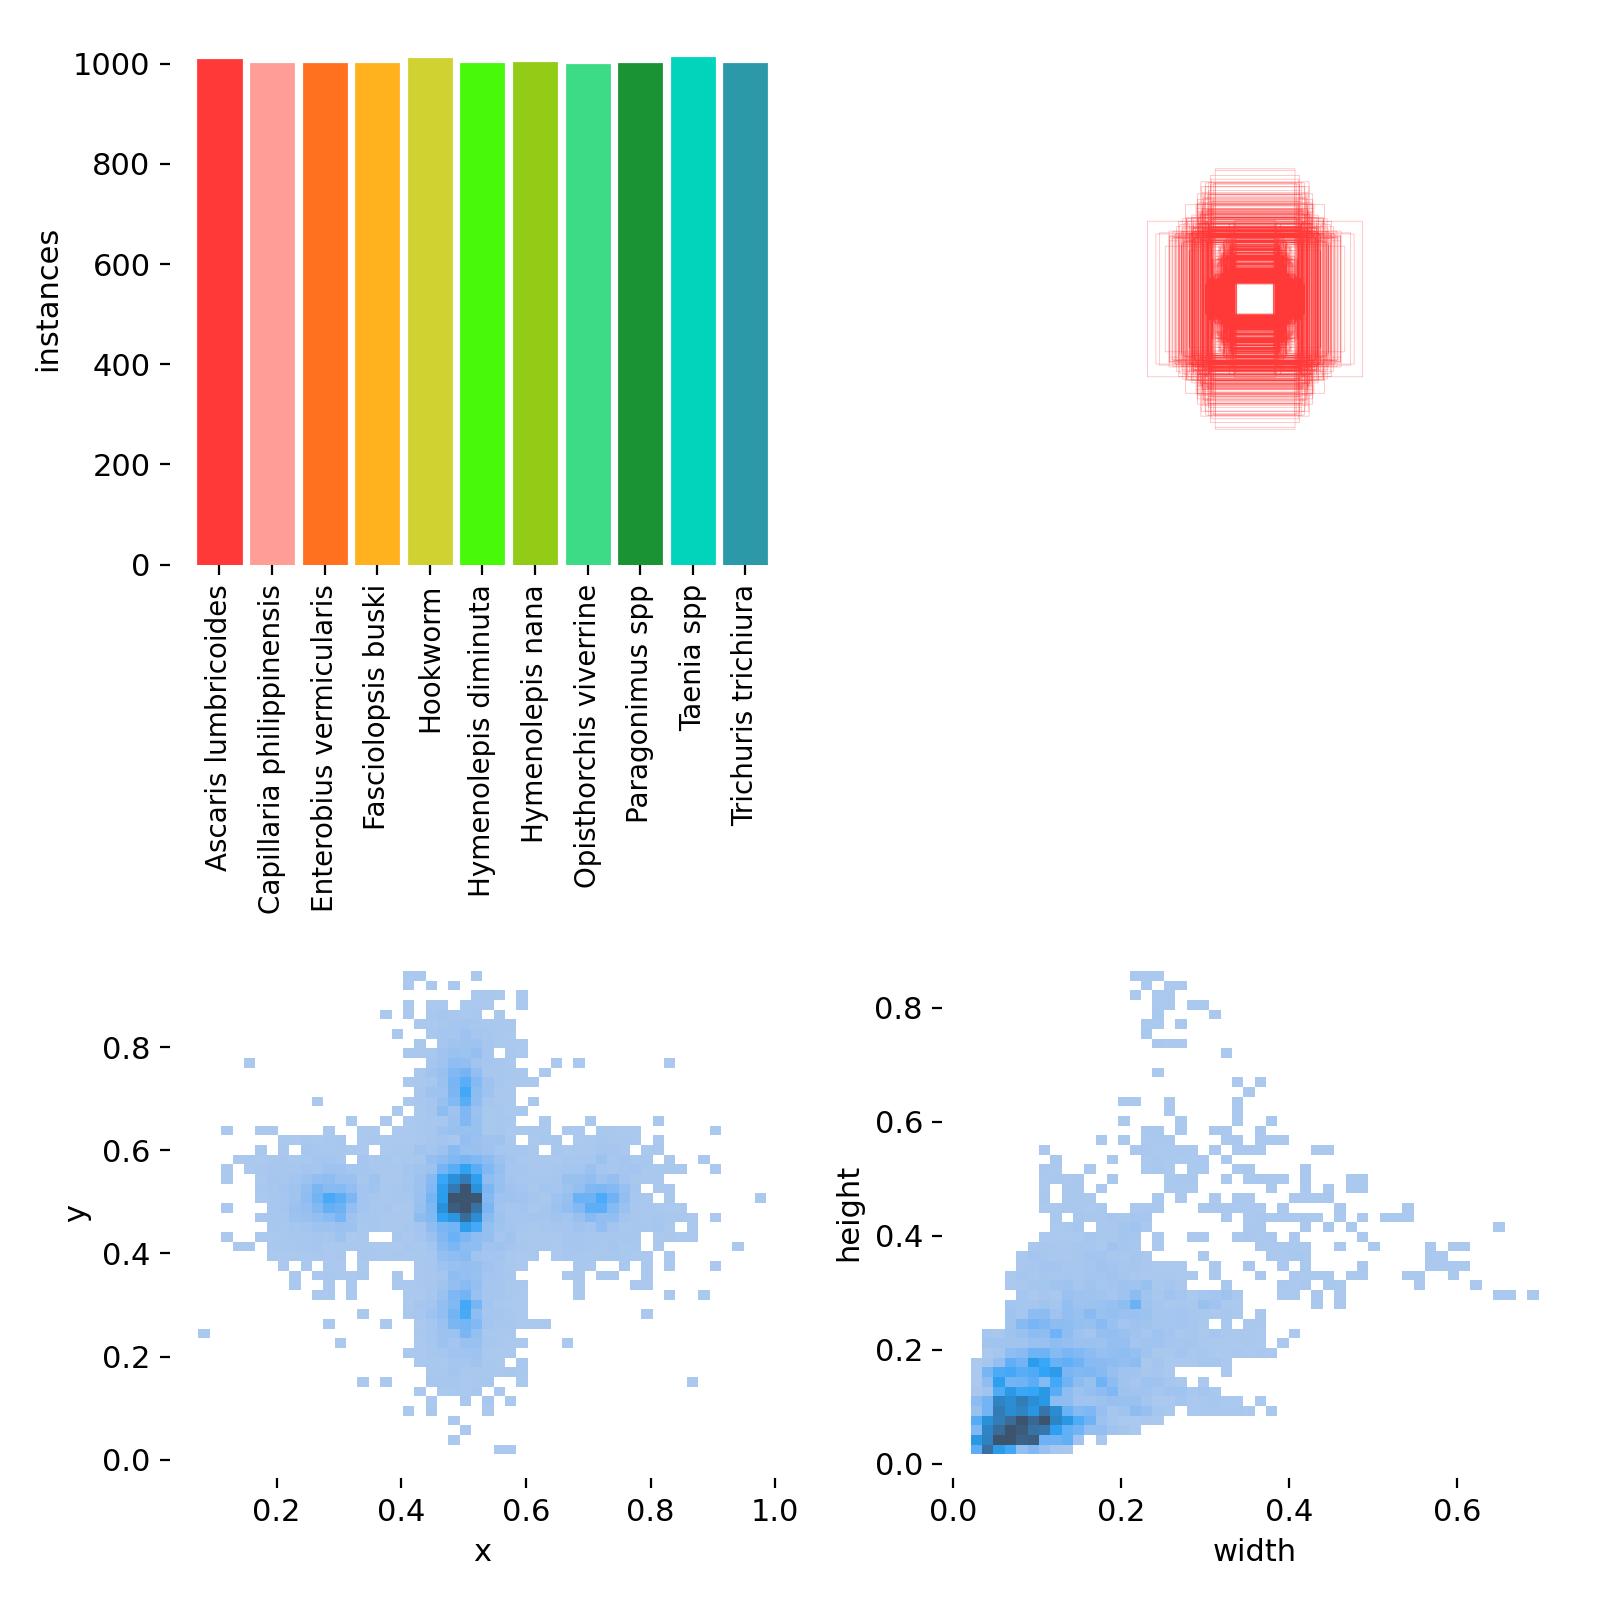 1000
800
600
400
200
0
instances
Ascaris lumbricoides
Capillaria philippinensis
Enterobius vermicularis
Fasciolopsis buski
Hookworm
Hymenolepis diminuta
Hymenolepis nana
Opisthorchis viverrine
Paragonimus spp
Taenia spp
Trichuris trichiura
0.8
0.6
0.4
0.2
0.0
y
0.2 0.4 0.6 0.8 1.0
x
0.8
0.6
0.4
0.2
0.0
height
0.0 0.2 0.4 0.6
width